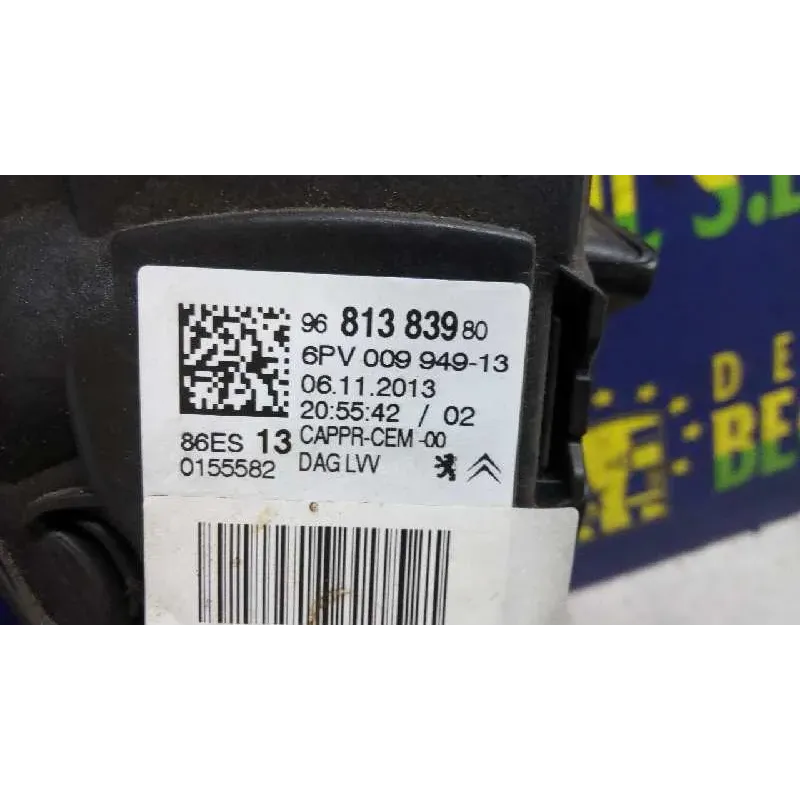 96 813 839 80
6PV 009 949-13
06.11.2013
20:55:42 / 02
86ES 13 CAPPR-CEM -00
0155582 DAG LVV